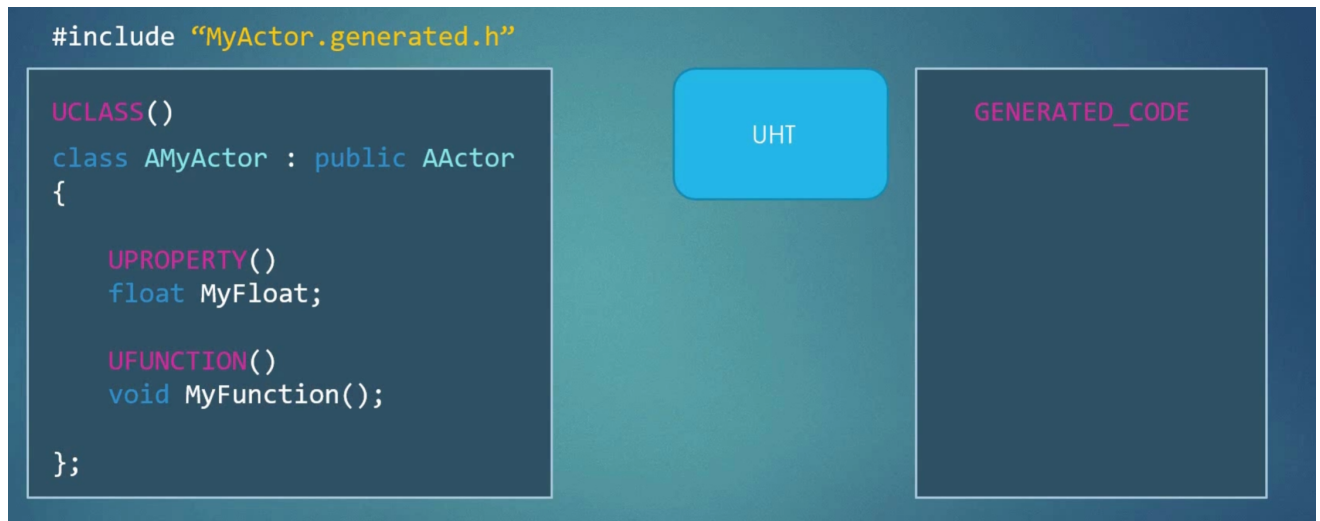 #include “MyActor.generated.h”
UCLASS()
class AMyActor : public AActor
{
UPROPERTY()
float MyFloat;
UFUNCTION()
void MyFunction();
};
UHT
GENERATED_CODE